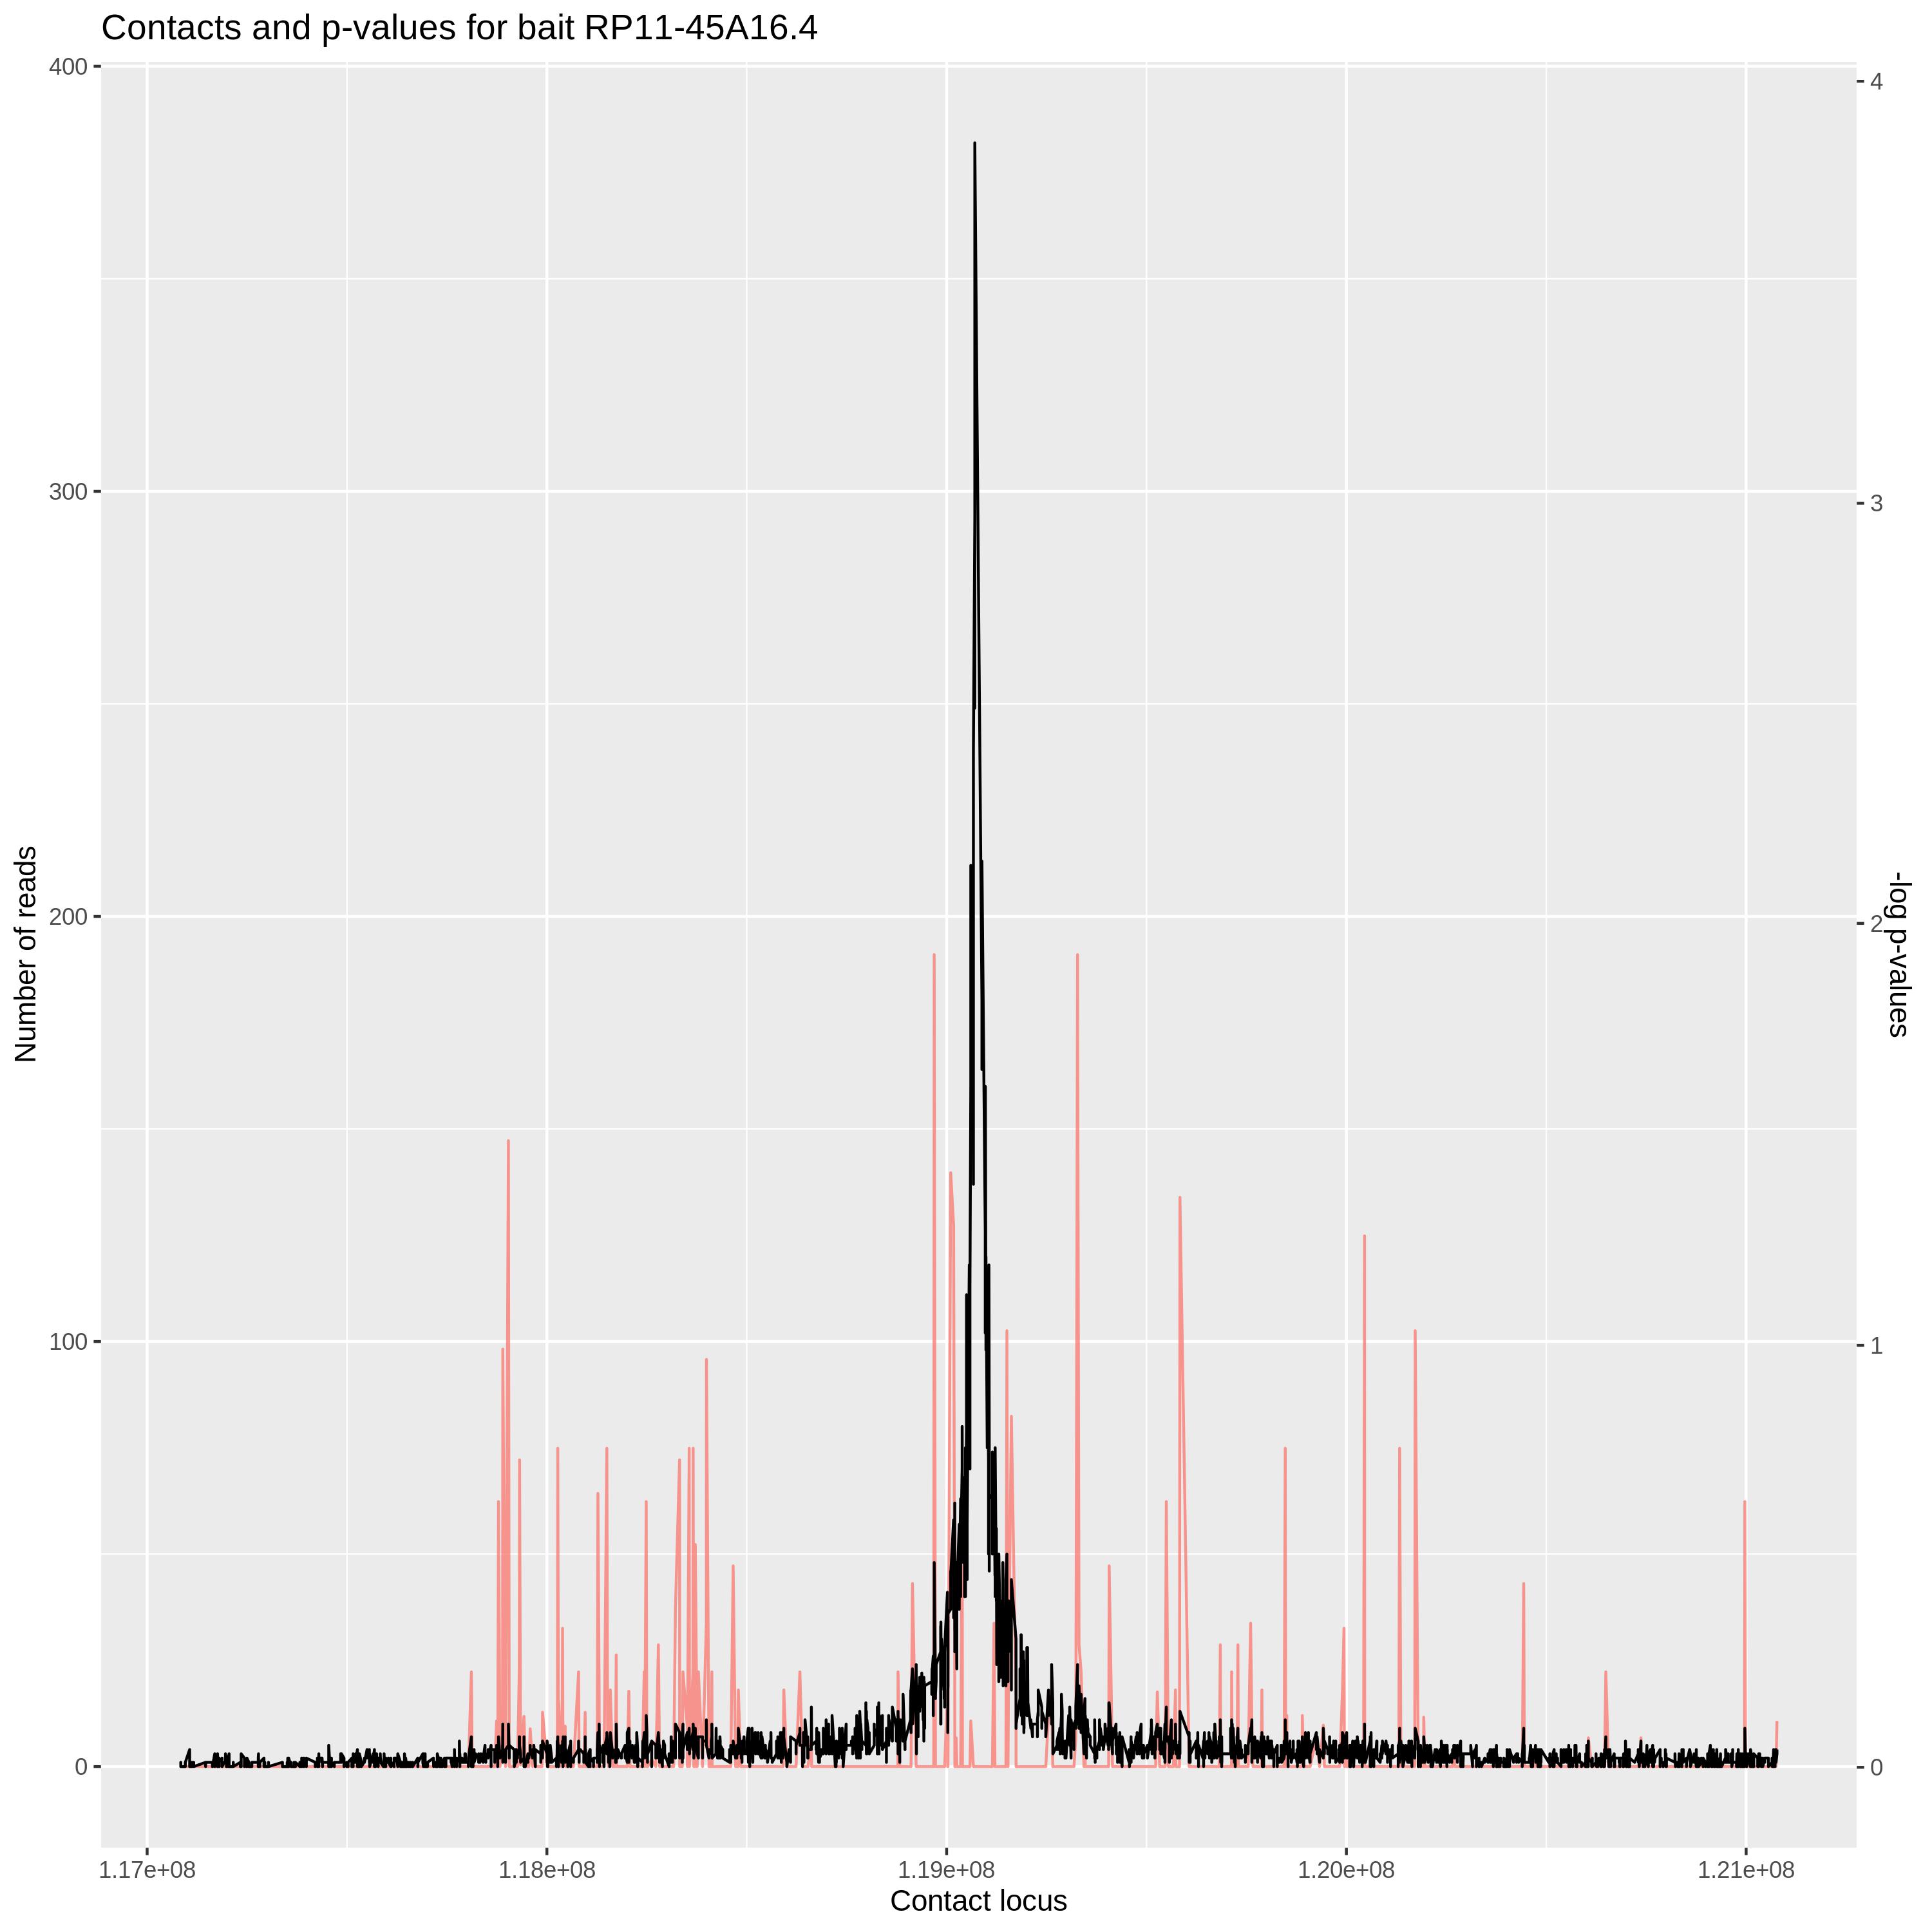 Contacts and p-values for bait RP11-45A16.4
400
300
200
100
0
Number of reads
4
3
2
1
0
-log p-values
1.17e+08
1.18e+08
1.19e+08
1.20e+08
1.21e+08
Contact locus